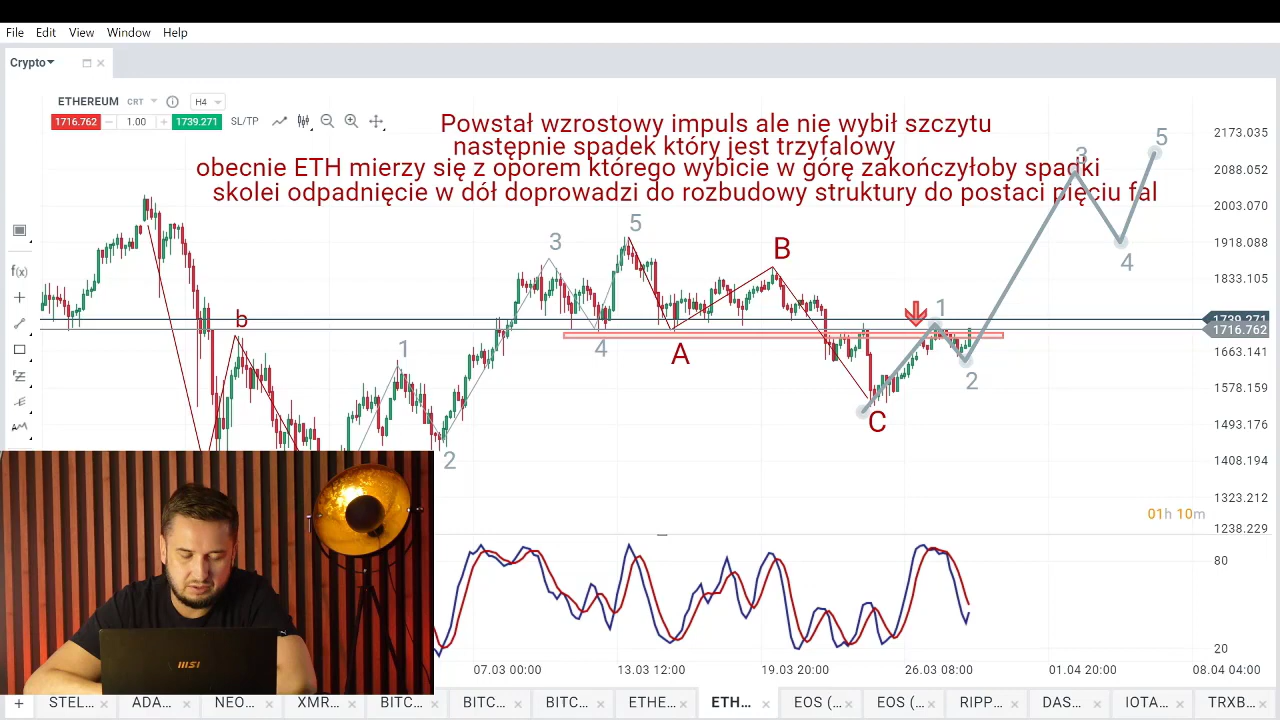 File Edit View Window Help
Crypto
ETHEREUM CRT H4
1716.762 1.00 1739.271 SL/TP
Powstał wzrostowy impuls ale nie wybił szczytu
następnie spadek który jest trzyfalowy
obecnie ETH mierzy się z oporem którego wybicie w górę zakończyłoby spadki
skolei odpadnięcie w dół doprowadzi do rozbudowy struktury do postaci pięciu fal
2173.035
5
3
2088.052
2003.070
5
3
B
1918.088
4
1833.105
f(x)
b
1
1739.271
1716.762
1
4
A
1663.141
2
1578.159
C
1493.176
2
1408.194
1323.212
01h 10m
1238.229
80
20
msi
07.03 00:00 13.03 12:00 19.03 20:00 26.03 08:00 01.04 20:00 08.04 04:00
+ STEL... ADA... NEO... XMR... BITC... BITC... BITC... ETHE... ETH... EOS (... EOS (... RIPP... DAS... IOTA... TRXB